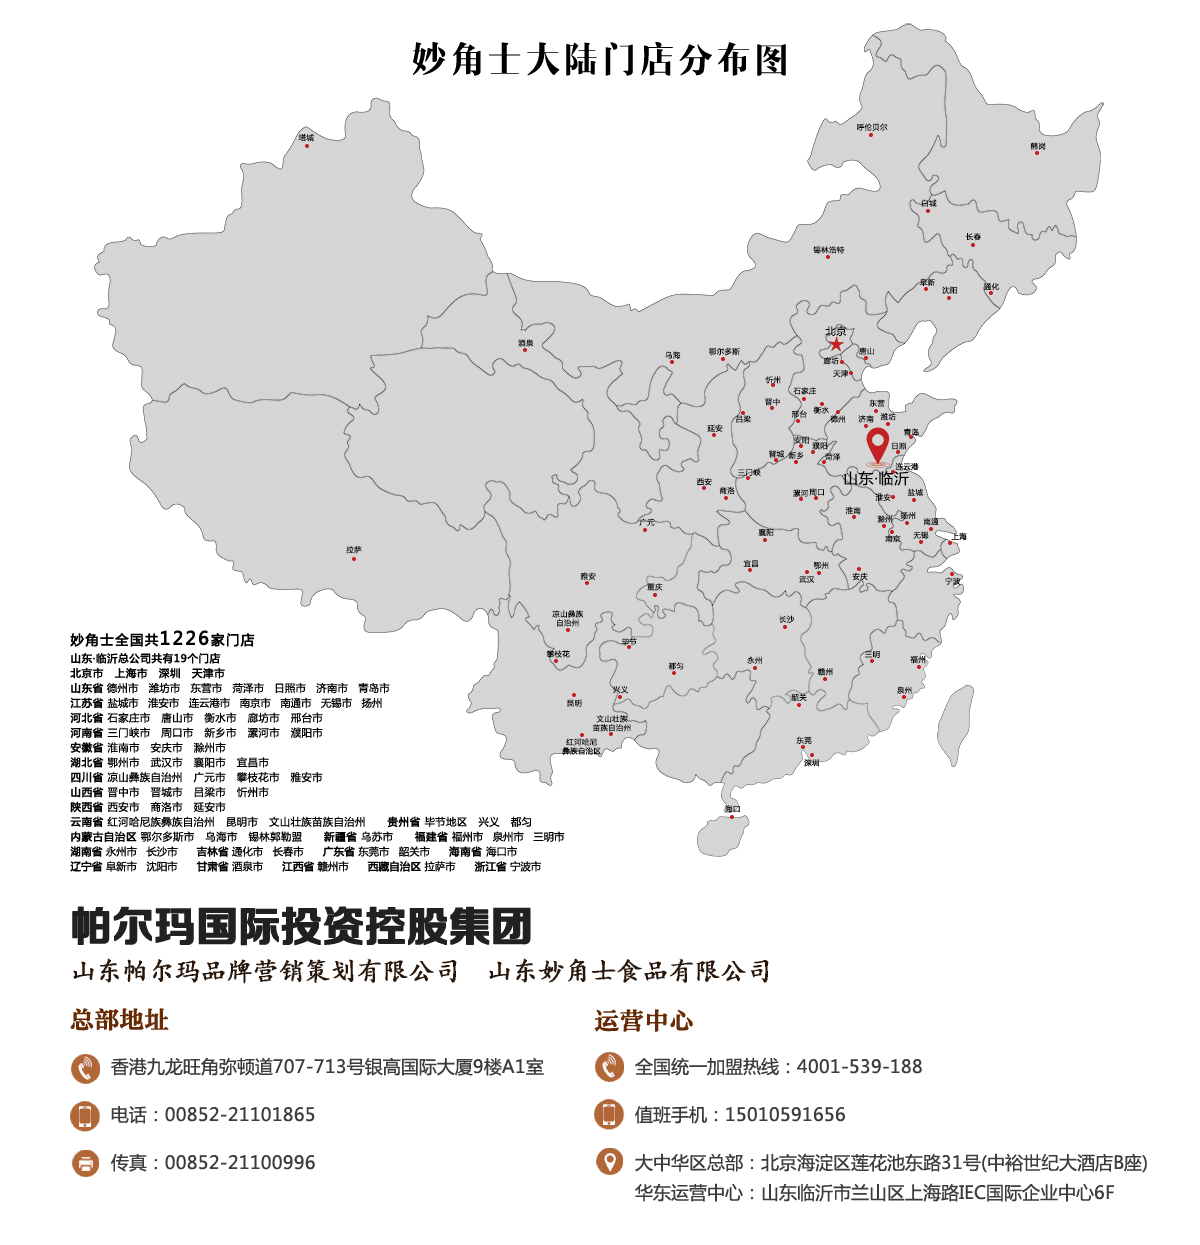 妙角士大陆门店分布图
塔城
呼伦贝尔
鹤岗
白城
长春
锡林浩特
阜新
沈阳
通化
北京
酒泉
乌海
鄂尔多斯
唐山
廊坊
天津
忻州
石家庄
晋中
衡水
东营
吕梁
邢台
德州
济南
潍坊
延安
青岛
安阳
濮阳
日照
晋城
新乡
菏泽
连云港
三门峡
山东·临沂
西安
商洛
漯河
周口
淮安
盐城
淮南
滁州
扬州
南通
广元
襄阳
南京
无锡
上海
拉萨
宜昌
鄂州
武汉
安庆
宁波
雅安
重庆
凉山彝族
自治州
长沙
毕节
攀枝花
都匀
永州
三明
福州
赣州
兴义
泉州
昆明
韶关
文山壮族
苗族自治州
红河哈尼
彝族自治区
东莞
深圳
海口
妙角士全国共1226家门店
山东·临沂总公司共有19个门店
北京市 上海市 深圳 天津市
山东省 德州市 潍坊市 东营市 菏泽市 日照市 济南市 青岛市
江苏省 盐城市 淮安市 连云港市 南京市 南通市 无锡市 扬州
河北省 石家庄市 唐山市 衡水市 廊坊市 邢台市
河南省 三门峡市 周口市 新乡市 漯河市 濮阳市
安徽省 淮南市 安庆市 滁州市
湖北省 鄂州市 武汉市 襄阳市 宜昌市
四川省 凉山彝族自治州 广元市 攀枝花市 雅安市
山西省 晋中市 晋城市 吕梁市 忻州市
陕西省 西安市 商洛市 延安市
云南省 红河哈尼族彝族自治州 昆明市 文山壮族苗族自治州 贵州省 毕节地区 兴义 都匀
内蒙古自治区 鄂尔多斯市 乌海市 锡林郭勒盟 新疆省 乌苏市 福建省 福州市 泉州市 三明市
湖南省 永州市 长沙市 吉林省 通化市 长春市 广东省 东莞市 韶关市 海南省 海口市
辽宁省 阜新市 沈阳市 甘肃省 酒泉市 江西省 赣州市 西藏自治区 拉萨市 浙江省 宁波市
帕尔玛国际投资控股集团
山东帕尔玛品牌营销策划有限公司 山东妙角士食品有限公司
总部地址
香港九龙旺角弥顿道707-713号银高国际大厦9楼A1室
电话：00852-21101865
传真：00852-21100996
运营中心
全国统一加盟热线：4001-539-188
值班手机：15010591656
大中华区总部：北京海淀区莲花池东路31号(中裕世纪大酒店B座)
华东运营中心：山东临沂市兰山区上海路IEC国际企业中心6F